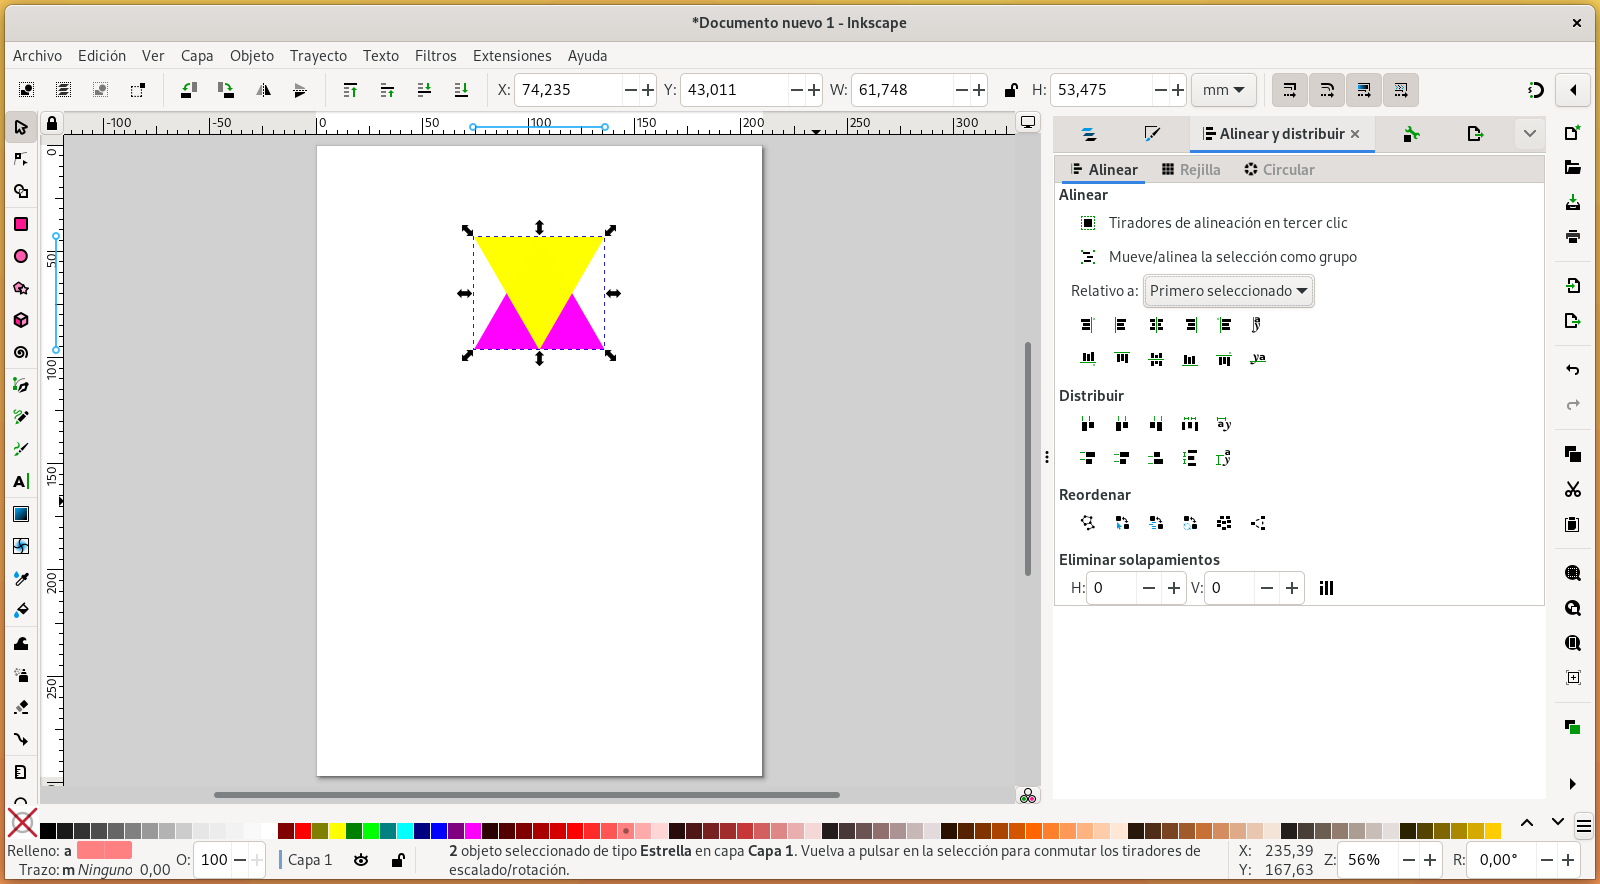 *Documento nuevo 1 - Inkscape
Archivo Edición Ver Capa Objeto Trayecto Texto Filtros Extensiones Ayuda
X: 74,235 Y: 43,011 W: 61,748 H: 53,475 mm
-100 -50 0 50 100 150 200 250 300
0
50
100
150
200
250
Alinear y distribuir
Alinear Rejilla Circular
Alinear
Tiradores de alineación en tercer clic
Mueve/alinea la selección como grupo
Relativo a: Primero seleccionado
Distribuir
Reordenar
Eliminar solapamientos
H: 0 V: 0
Relleno: a
Trazo: m Ninguno 0,00
O: 100
Capa 1
2 objeto seleccionado de tipo Estrella en capa Capa 1. Vuelva a pulsar en la selección para conmutar los tiradores de
escalado/rotación.
X: 235,39
Y: 167,63
Z: 56%
R: 0,00°